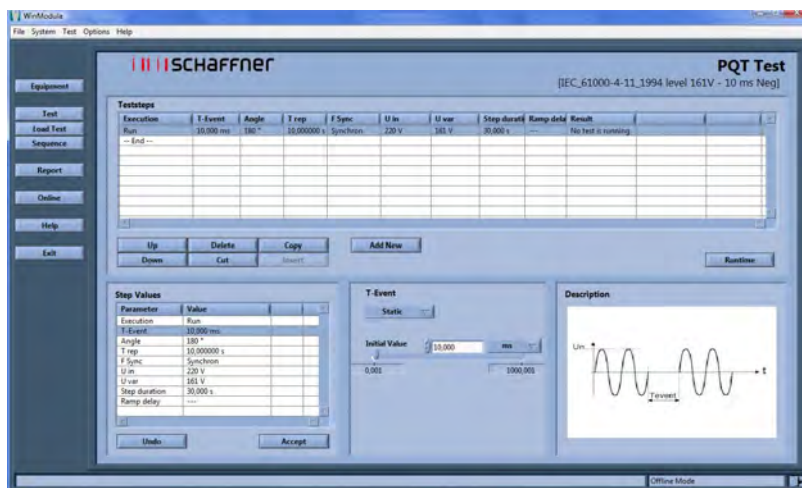 WinModula
File System Test Options Help
SCHAFFNER
PQT Test
[IEC_61000-4-11_1994 level 161V - 10 ms Neg]
Equipment
Test
Load Test
Sequence
Report
Online
Help
Exit
Teststeps
Execution T-Event Angle T rep F Sync U in U var Step durati Ramp dela Result
Run 10,000 ms 180 ° 10,000000 s Synchron 220 V 161 V 30,000 s --- No test is running
-- End --
Up Delete Copy Add New
Down Cut Insert Runtime
Step Values
Parameter Value
Execution Run
T-Event 10,000 ms
Angle 180 °
T rep 10,000000 s
F Sync Synchron
U in 220 V
U var 161 V
Step duration 30,000 s
Ramp delay ---
Undo Accept
T-Event
Static
Initial Value 10,000 ms
0,001 1000,001
Description
Un
t
Tevent
Offline Mode